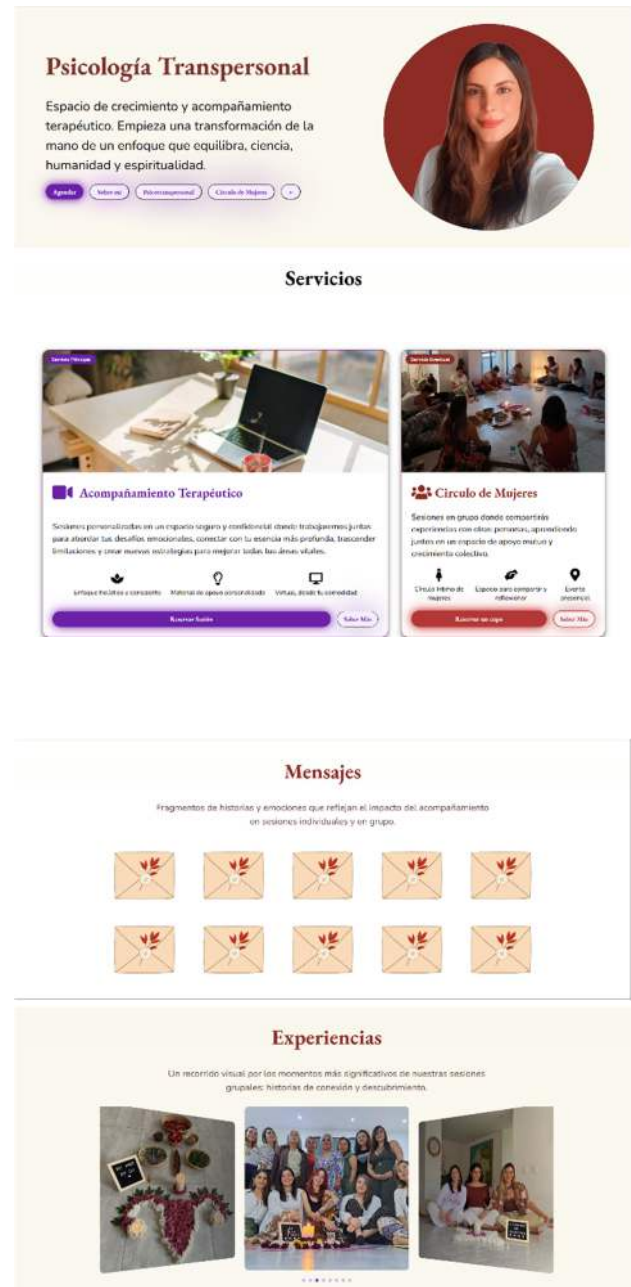 Psicología Transpersonal
Espacio de crecimiento y acompañamiento
terapéutico. Empieza una transformación de la
mano de un enfoque que equilibra, ciencia,
humanidad y espiritualidad.
Agendar Sobre mi Psicotranspersonal Círculo de Mujeres +
Servicios
Servicio Principal
Acompañamiento Terapéutico
Sesiones personalizadas en un espacio seguro y confidencial donde trabajaremos juntas
para abordar tus desafíos emocionales, conectar con tu esencia más profunda, trascender
limitaciones y crear nuevas estrategias para mejorar todas tus áreas vitales.
Enfoque holístico y consciente Material de apoyo personalizado Virtual, desde tu comodidad
Reservar Sesión Saber Más
Servicio
Circulo de Mujeres
Sesiones en grupo donde compartirás
experiencias con otras personas, aprendiendo
juntos en un espacio de apoyo mutuo y
crecimiento colectivo.
Círculo íntimo de Espacio para compartir y Evento
mujeres reflexionar presencial
Reservar un cupo Saber Más
Mensajes
Fragmentos de historias y emociones que reflejan el impacto del acompañamiento
en sesiones individuales y en grupo.
Experiencias
Un recorrido visual por los momentos más significativos de nuestras sesiones
grupales: historias de conexión y descubrimiento.